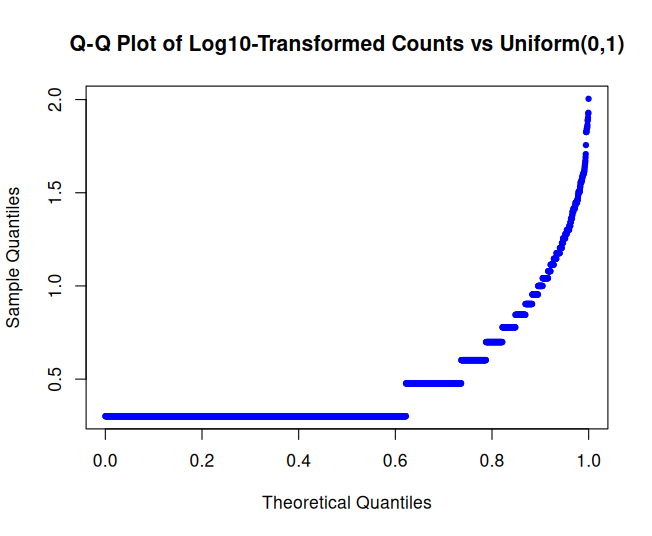 Q-Q Plot of Log10-Transformed Counts vs Uniform(0,1)
2.0
1.5
1.0
0.5
Sample Quantiles
0.0 0.2 0.4 0.6 0.8 1.0
Theoretical Quantiles